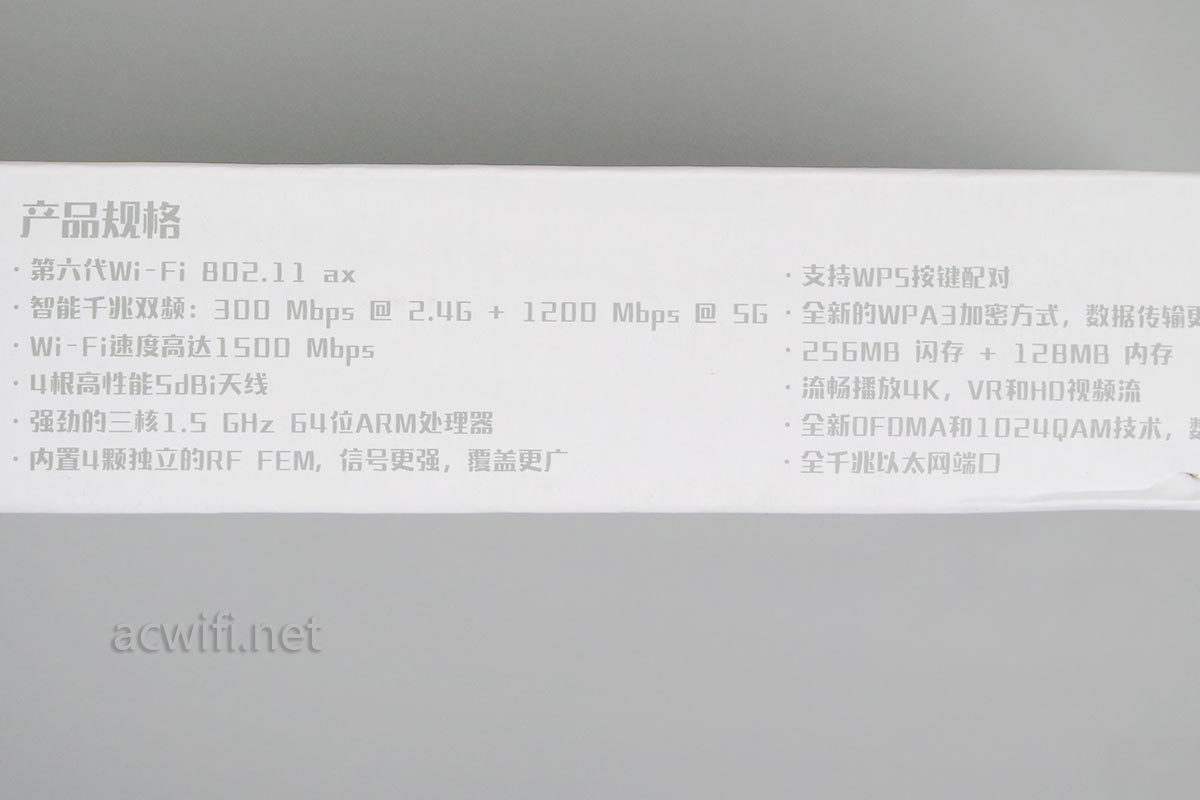 产品规格
· 第六代Wi-Fi 802.11 ax
· 智能千兆双频：300 Mbps @ 2.4G + 1200 Mbps @ 5G
· Wi-Fi速度高达1500 Mbps
· 4根高性能5dBi天线
· 强劲的三核1.5 GHz 64位ARM处理器
· 内置4颗独立的RF FEM，信号更强，覆盖更广
· 支持WPS按键配对
· 全新的WPA3加密方式，数据传输更
· 256MB 闪存 + 128MB 内存
· 流畅播放4K，VR和HD视频流
· 全新OFDMA和1024QAM技术，
· 全千兆以太网端口
acwifi.net